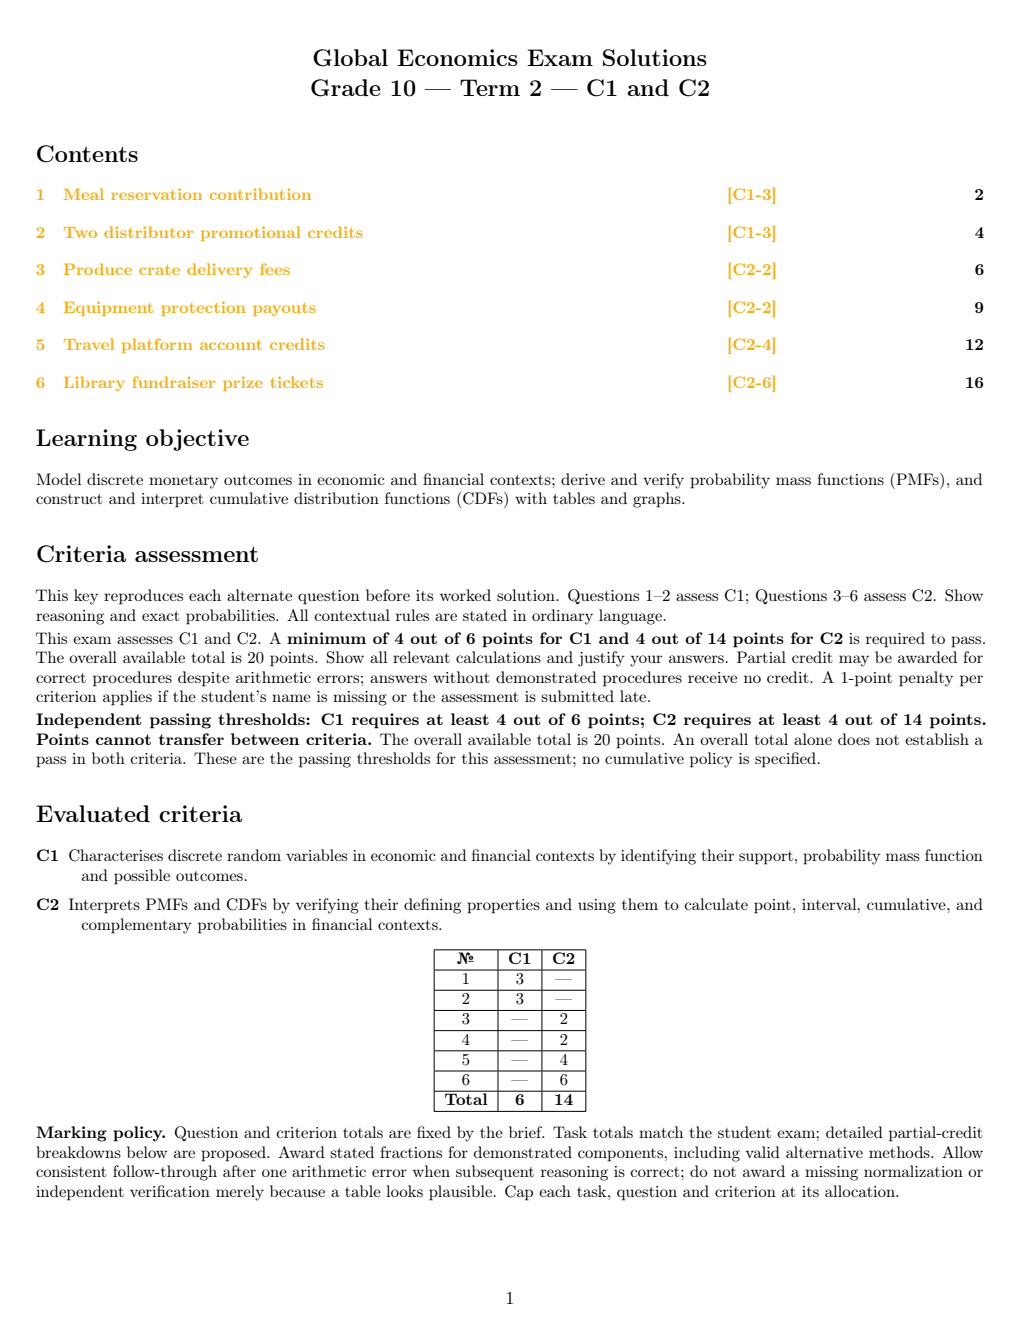 Global Economics Exam Solutions
Grade 10 — Term 2 — C1 and C2
Contents
1 Meal reservation contribution [C1-3] 2
2 Two distributor promotional credits [C1-3] 4
3 Produce crate delivery fees [C2-2] 6
4 Equipment protection payouts [C2-2] 9
5 Travel platform account credits [C2-4] 12
6 Library fundraiser prize tickets [C2-6] 16
Learning objective
Model discrete monetary outcomes in economic and financial contexts; derive and verify probability mass functions (PMFs), and
construct and interpret cumulative distribution functions (CDFs) with tables and graphs.
Criteria assessment
This key reproduces each alternate question before its worked solution. Questions 1–2 assess C1; Questions 3–6 assess C2. Show
reasoning and exact probabilities. All contextual rules are stated in ordinary language.
This exam assesses C1 and C2. A minimum of 4 out of 6 points for C1 and 4 out of 14 points for C2 is required to pass.
The overall available total is 20 points. Show all relevant calculations and justify your answers. Partial credit may be awarded for
correct procedures despite arithmetic errors; answers without demonstrated procedures receive no credit. A 1-point penalty per
criterion applies if the student's name is missing or the assessment is submitted late.
Independent passing thresholds: C1 requires at least 4 out of 6 points; C2 requires at least 4 out of 14 points.
Points cannot transfer between criteria. The overall available total is 20 points. An overall total alone does not establish a
pass in both criteria. These are the passing thresholds for this assessment; no cumulative policy is specified.
Evaluated criteria
C1 Characterises discrete random variables in economic and financial contexts by identifying their support, probability mass function
and possible outcomes.
C2 Interprets PMFs and CDFs by verifying their defining properties and using them to calculate point, interval, cumulative, and
complementary probabilities in financial contexts.
№ C1 C2
1 3 —
2 3 —
3 — 2
4 — 2
5 — 4
6 — 6
Total 6 14
Marking policy. Question and criterion totals are fixed by the brief. Task totals match the student exam; detailed partial-credit
breakdowns below are proposed. Award stated fractions for demonstrated components, including valid alternative methods. Allow
consistent follow-through after one arithmetic error when subsequent reasoning is correct; do not award a missing normalization or
independent verification merely because a table looks plausible. Cap each task, question and criterion at its allocation.
1